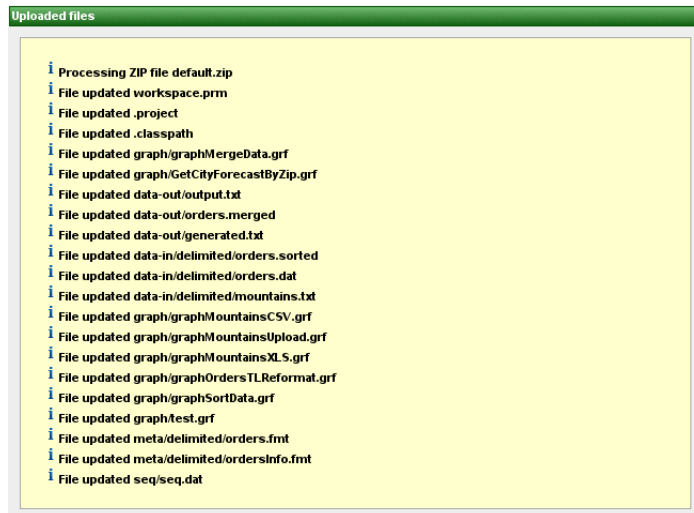 Uploaded files
i Processing ZIP file default.zip
i File updated workspace.prm
i File updated .project
i File updated .classpath
i File updated graph/graphMergeData.grf
i File updated graph/GetCityForecastByZip.grf
i File updated data-out/output.txt
i File updated data-out/orders.merged
i File updated data-out/generated.txt
i File updated data-in/delimited/orders.sorted
i File updated data-in/delimited/orders.dat
i File updated data-in/delimited/mountains.txt
i File updated graph/graphMountainsCSV.grf
i File updated graph/graphMountainsUpload.grf
i File updated graph/graphMountainsXLS.grf
i File updated graph/graphOrdersTLReformat.grf
i File updated graph/graphSortData.grf
i File updated graph/test.grf
i File updated meta/delimited/orders.fmt
i File updated meta/delimited/ordersInfo.fmt
i File updated seq/seq.dat